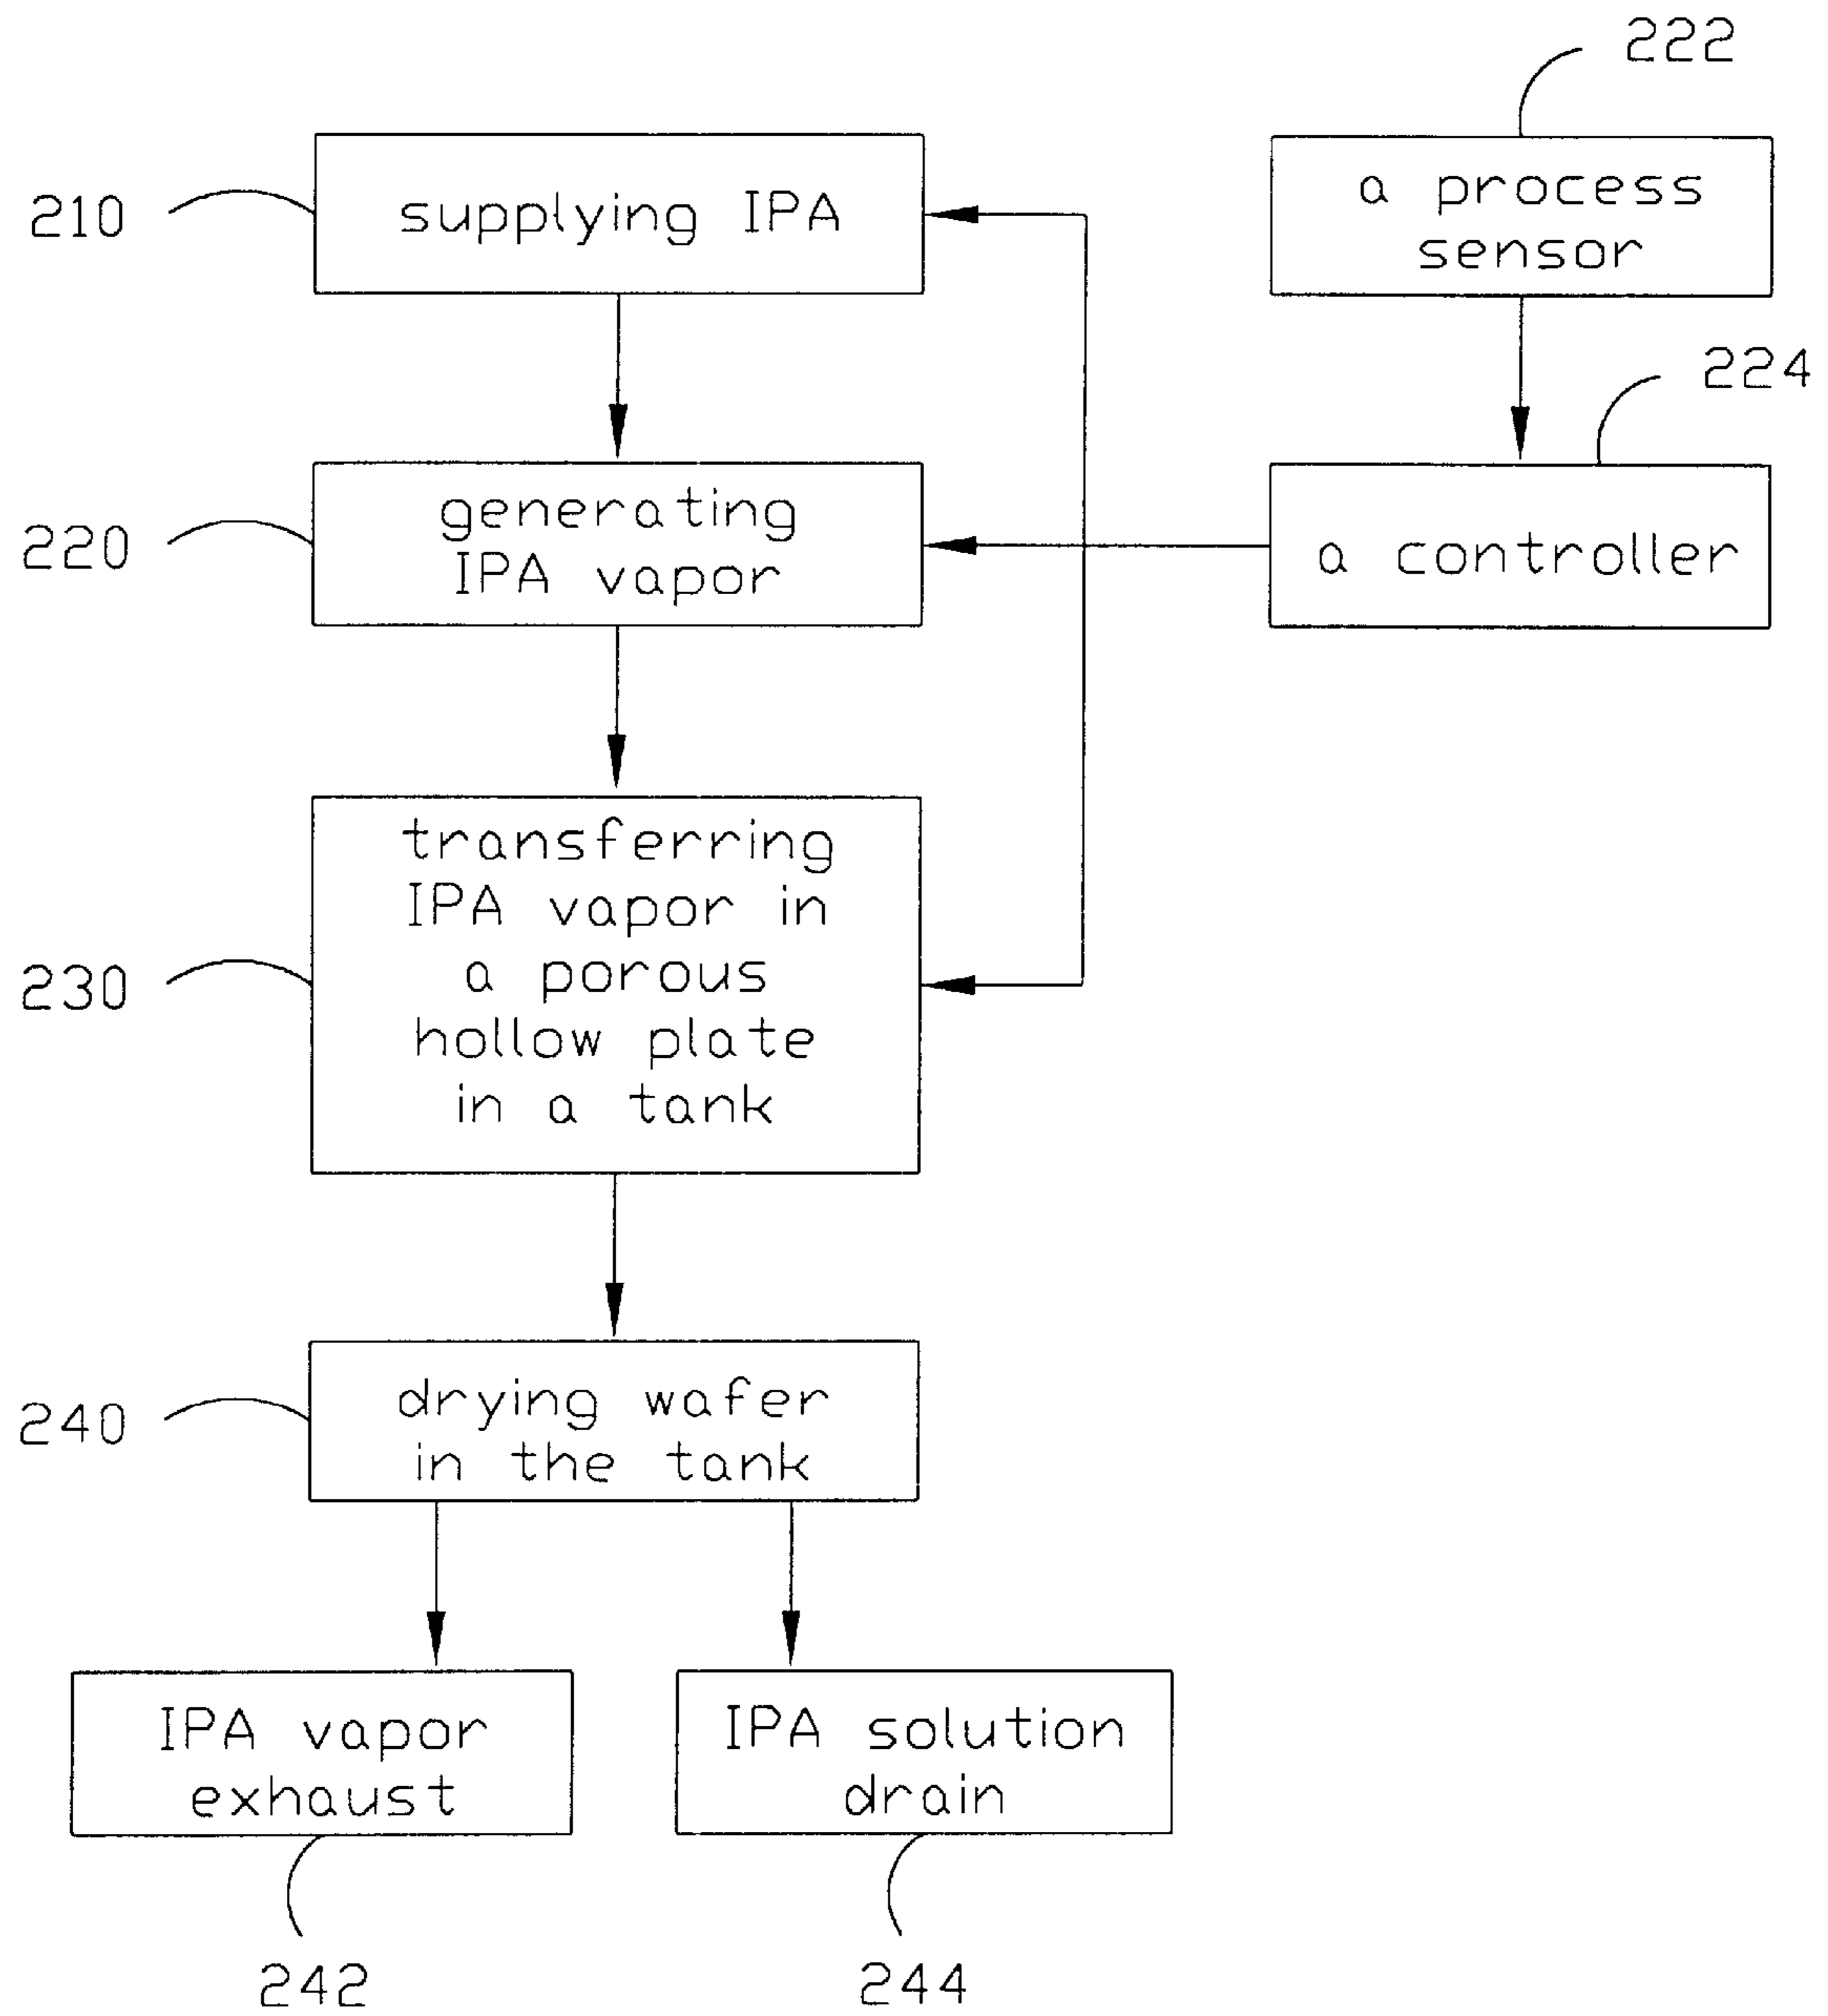 222
a process
sensor
210
supplying IPA
224
a controller
220
generating
IPA vapor
230
transferring
IPA vapor in
a porous
hollow plate
in a tank
240
drying wafer
in the tank
IPA vapor
exhaust
242
IPA solution
drain
244